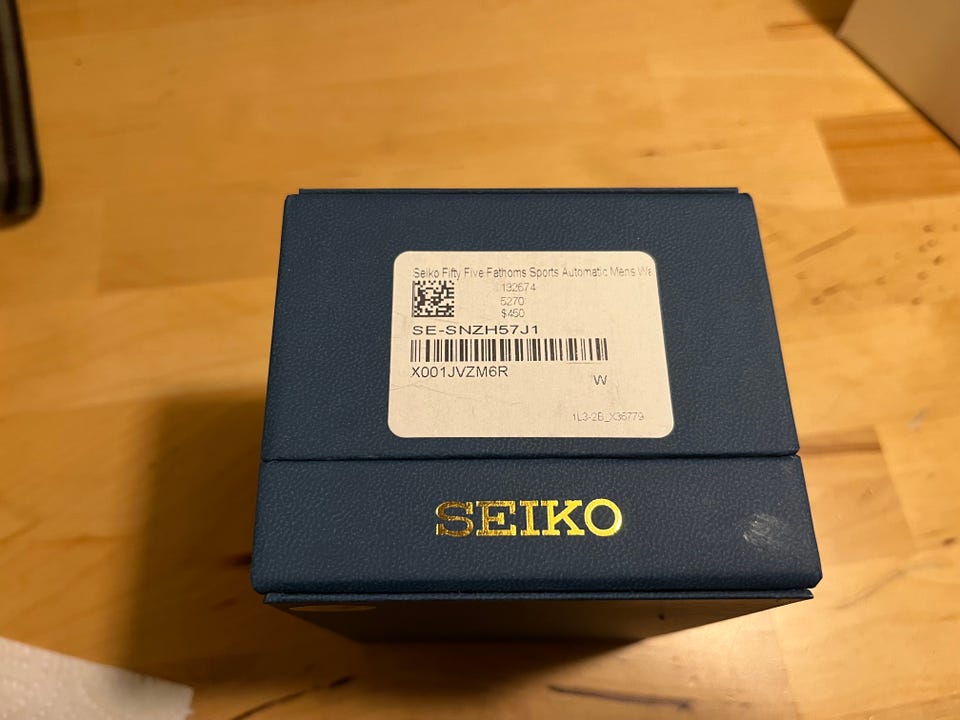 Seiko Fifty Five Fathoms Sports Automatic Mens Wa
132674
5270
$450
SE-SNZH57J1
X001JVZM6R
W
1L3-2B_X36779
SEIKO